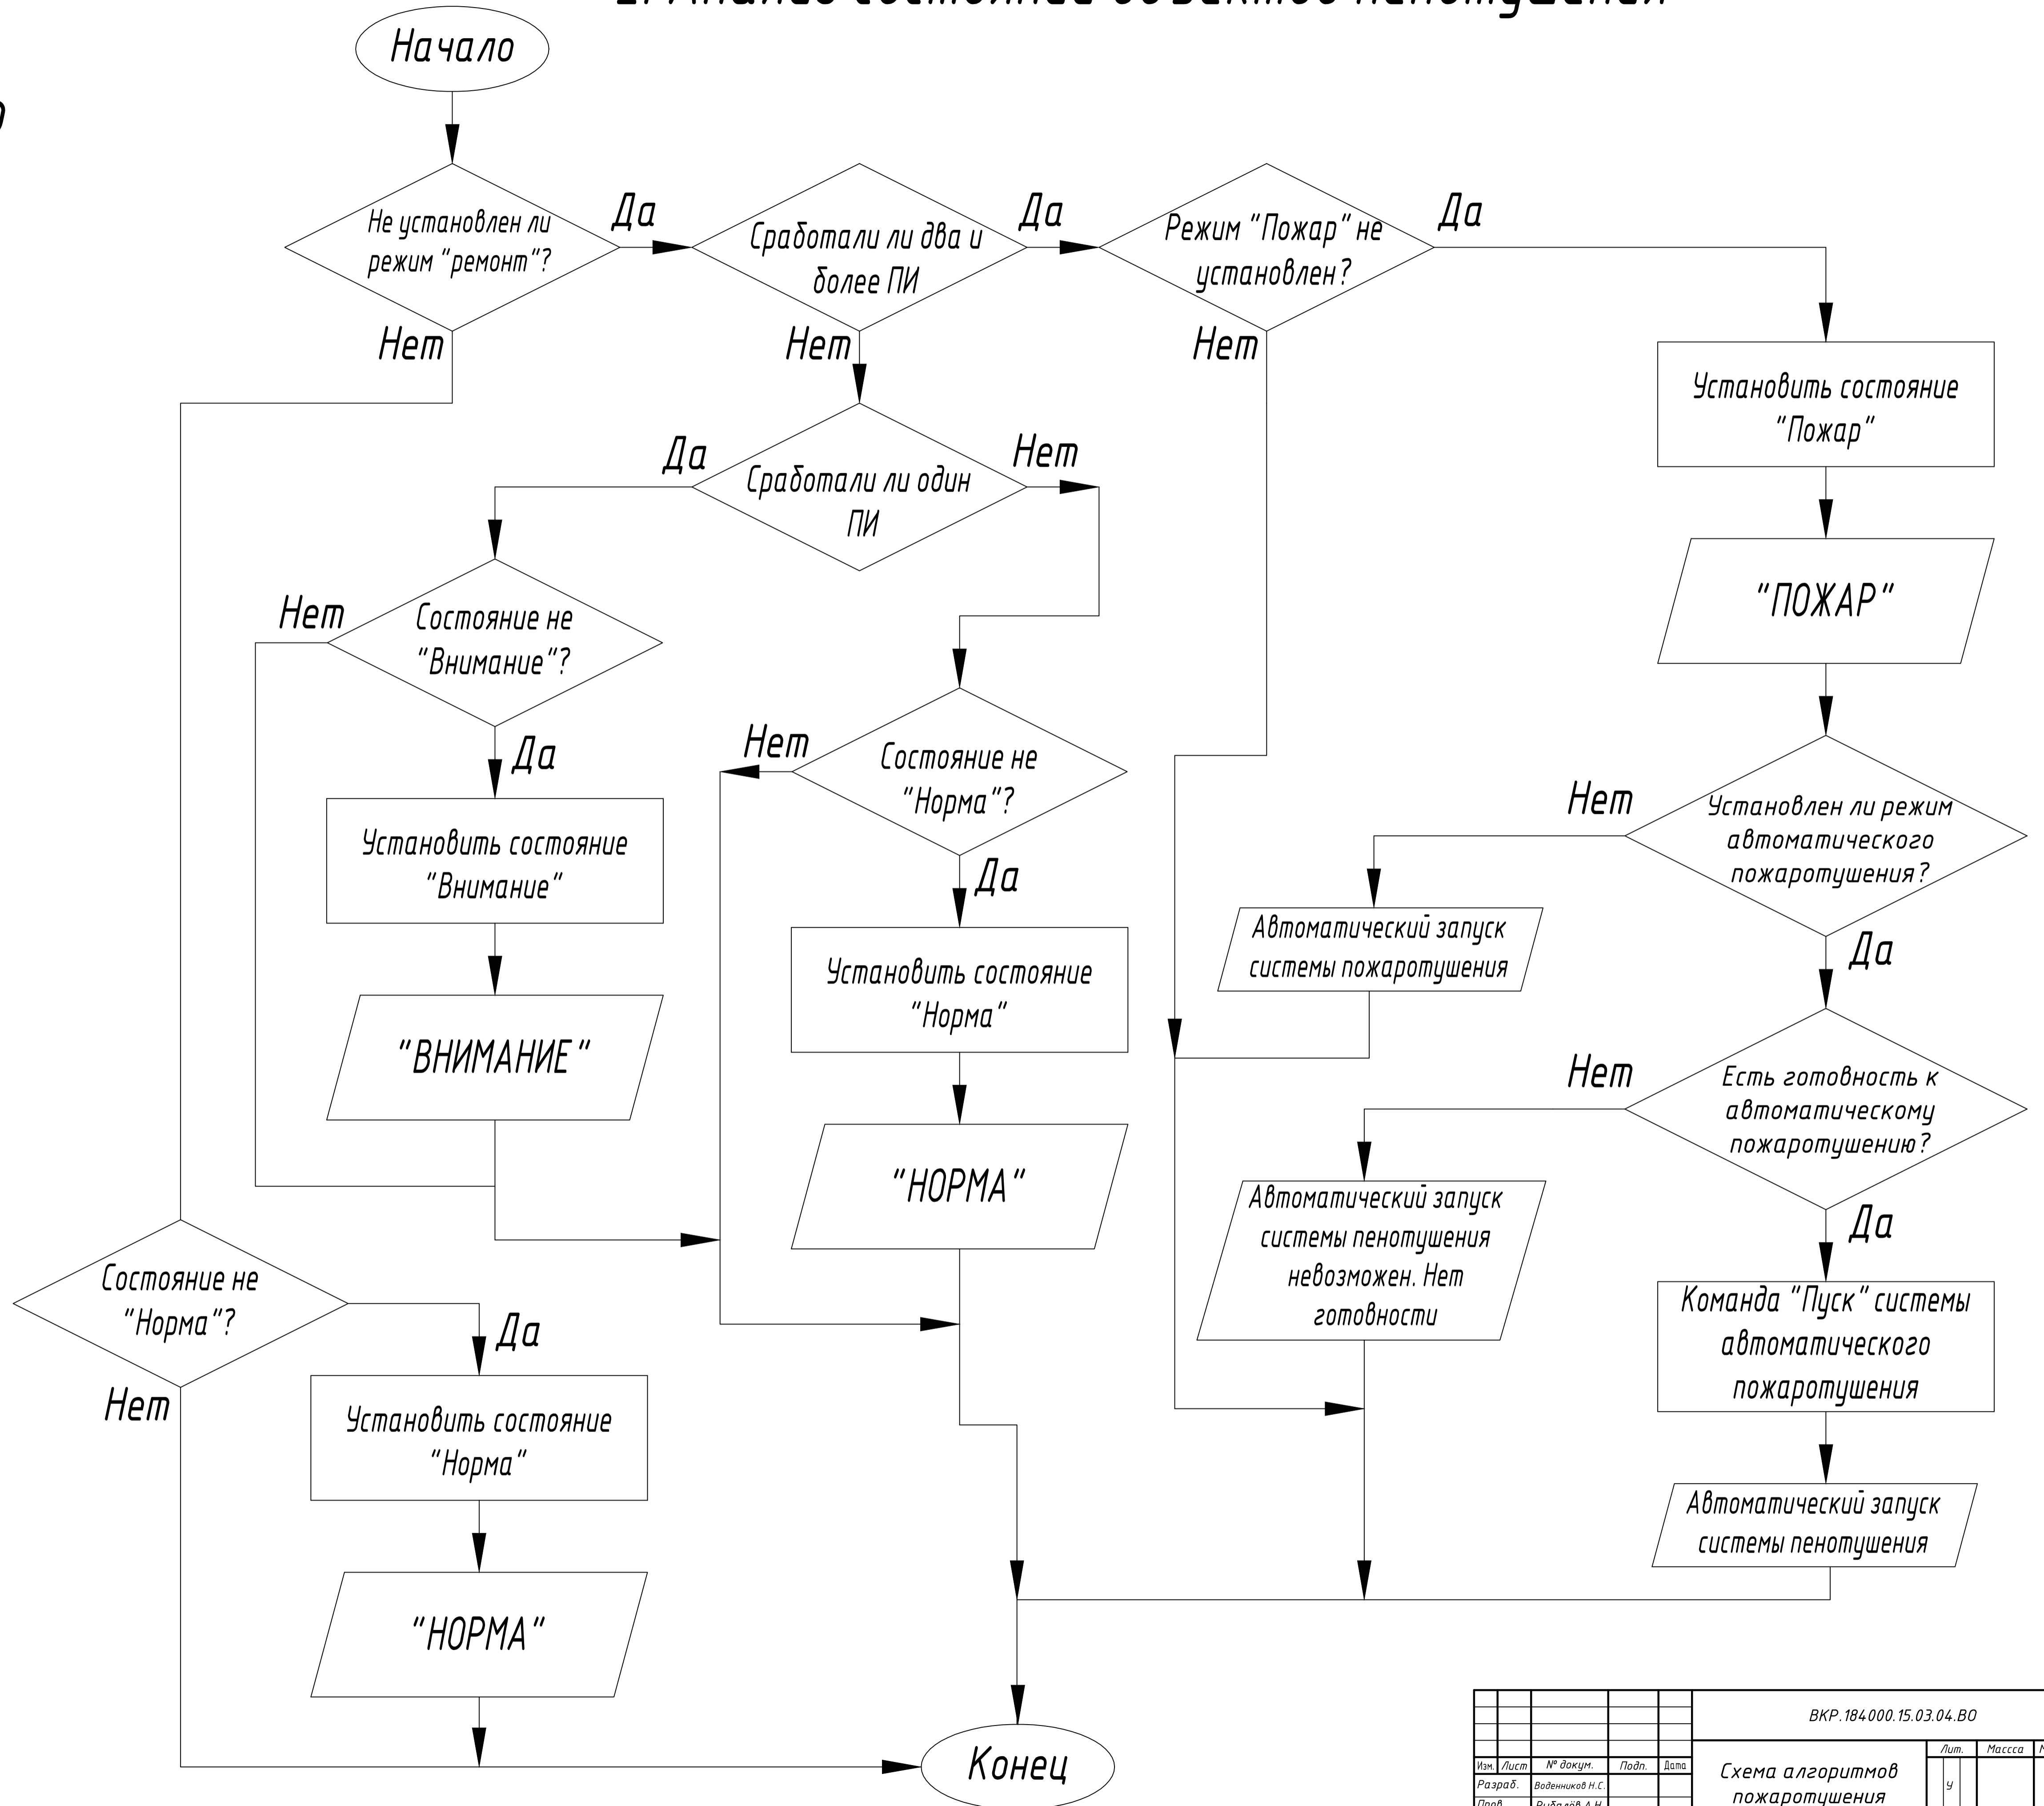 Начало
Не установлен ли
режим "ремонт"?
Да
Нет
Сработали ли два и
более ПИ
Да
Нет
Режим "Пожар" не
установлен?
Да
Нет
Установить состояние
"Пожар"
Сработали ли один
ПИ
Да
Нет
"ПОЖАР"
Состояние не
"Внимание"?
Нет
Да
Состояние не
"Норма"?
Нет
Да
Установлен ли режим
автоматического
пожаротушения?
Нет
Да
Установить состояние
"Внимание"
Установить состояние
"Норма"
Автоматический запуск
системы пожаротушения
"ВНИМАНИЕ"
Есть готовность к
автоматическому
пожаротушению?
Нет
Да
"НОРМА"
Автоматический запуск
системы пенотушения
невозможен. Нет
готовности
Состояние не
"Норма"?
Да
Нет
Команда "Пуск" системы
автоматического
пожаротушения
Установить состояние
"Норма"
Автоматический запуск
системы пенотушения
"НОРМА"
Конец
ВКР.184000.15.03.04.ВО
Изм. Лист № докум. Подп. Дата
Разраб. Воденников Н.С.
Схема алгоритмов
пожаротушения
Лит. Массса
у